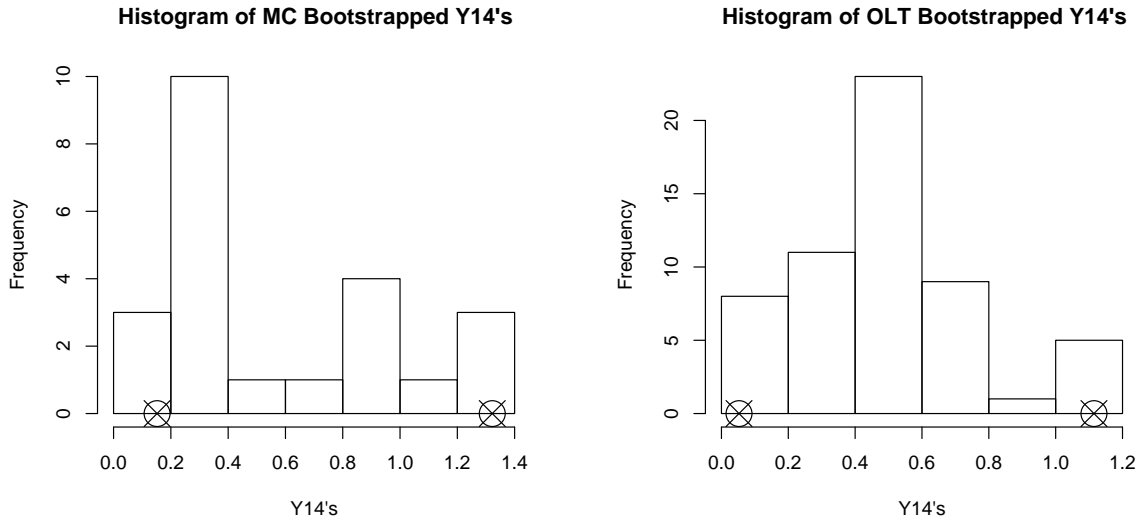 Histogram of MC Bootstrapped Y14's
Frequency
10
8
6
4
2
0
0.0 0.2 0.4 0.6 0.8 1.0 1.2 1.4
Y14's
Histogram of OLT Bootstrapped Y14's
Frequency
20
15
10
5
0
0.0 0.2 0.4 0.6 0.8 1.0 1.2
Y14's